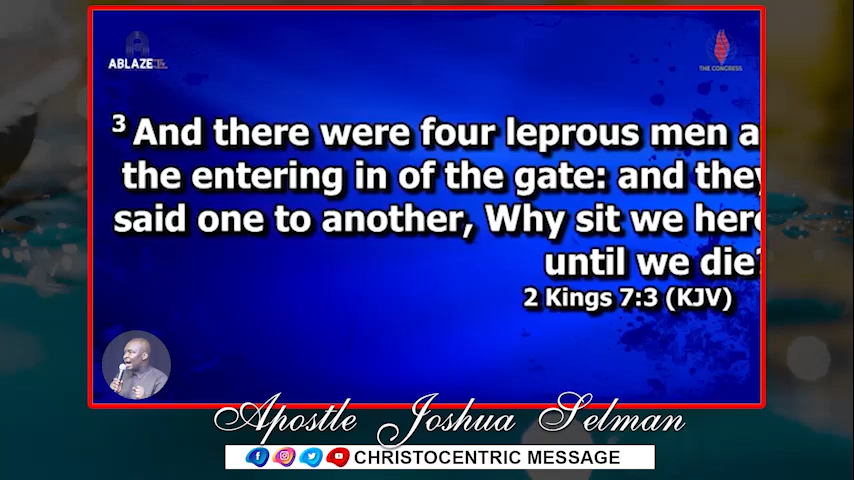 ABLAZE TV
THE CONGRESS
3 And there were four leprous men a
the entering in of the gate: and they
said one to another, Why sit we here
until we die?
2 Kings 7:3 (KJV)
Apostle Joshua Selman
CHRISTOCENTRIC MESSAGE